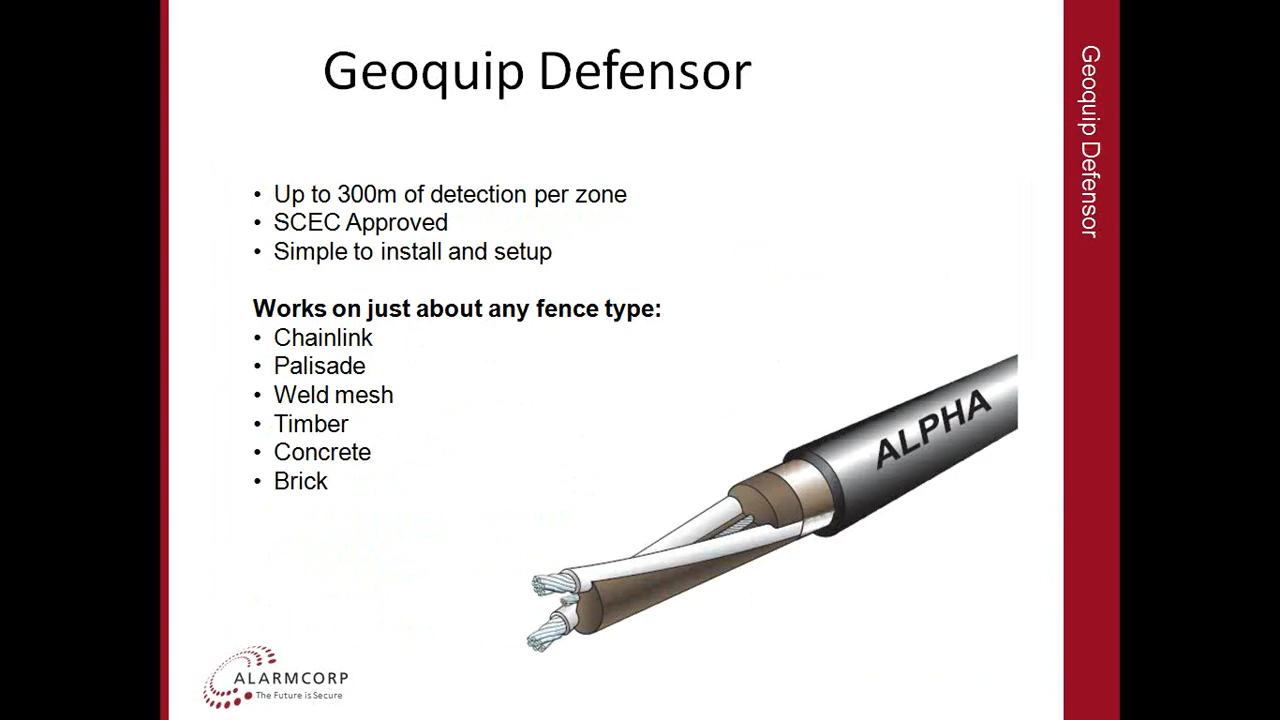 Geoquip Defensor
Geoquip Defensor
• Up to 300m of detection per zone
• SCEC Approved
• Simple to install and setup
Works on just about any fence type:
• Chainlink
• Palisade
• Weld mesh
• Timber
• Concrete
• Brick
ALPHA
ALARMCORP
The Future is Secure